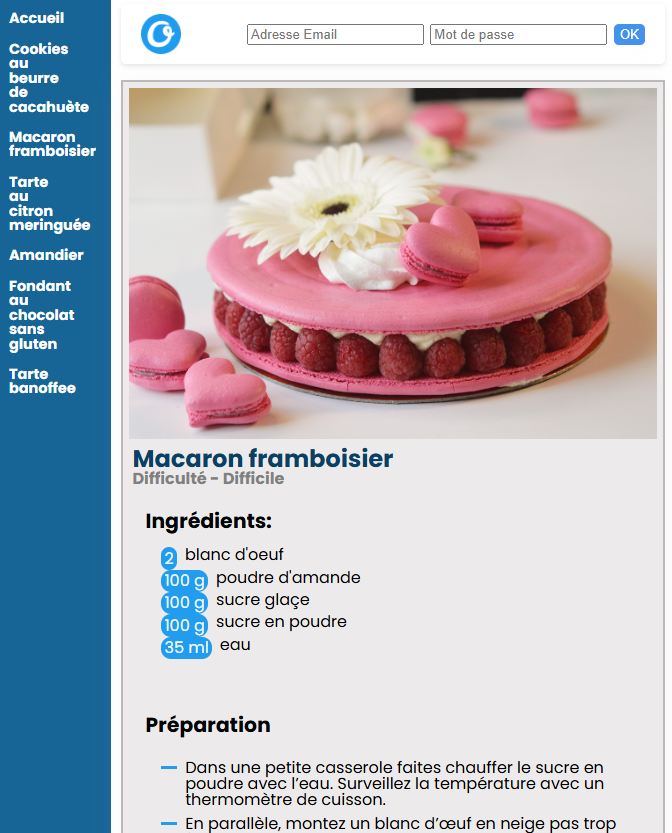 Accueil
Cookies
au
beurre
de
cacahuète
Macaron
framboisier
Tarte
au
citron
meringuée
Amandier
Fondant
au
chocolat
sans
gluten
Tarte
banoffee
Adresse Email
Mot de passe
OK
Macaron framboisier
Difficulté - Difficile
Ingrédients:
2 blanc d'oeuf
100 g poudre d'amande
100 g sucre glaçe
100 g sucre en poudre
35 ml eau
Préparation
Dans une petite casserole faites chauffer le sucre en
poudre avec l’eau. Surveillez la température avec un
thermomètre de cuisson.
En parallèle, montez un blanc d’œuf en neige pas trop